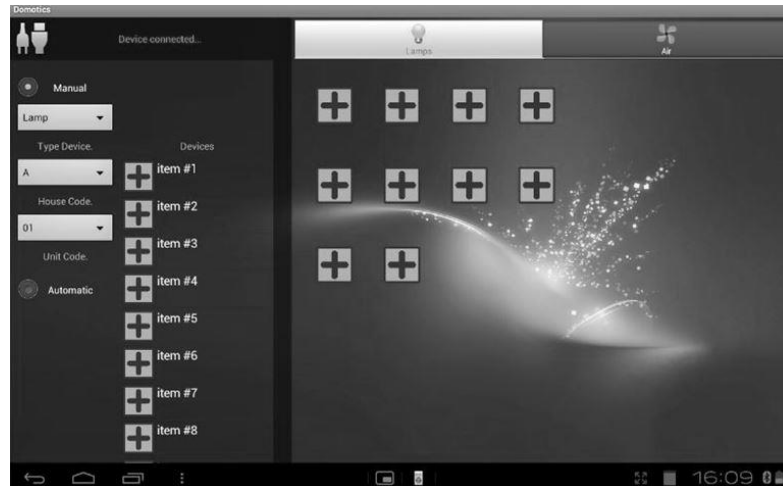 Domotics
Device connected...
Lamps
Air
Manual
Lamp
Type Device.
Devices
A
item #1
House Code.
item #2
01
item #3
Unit Code.
Automatic
item #4
item #5
item #6
item #7
item #8
16:09